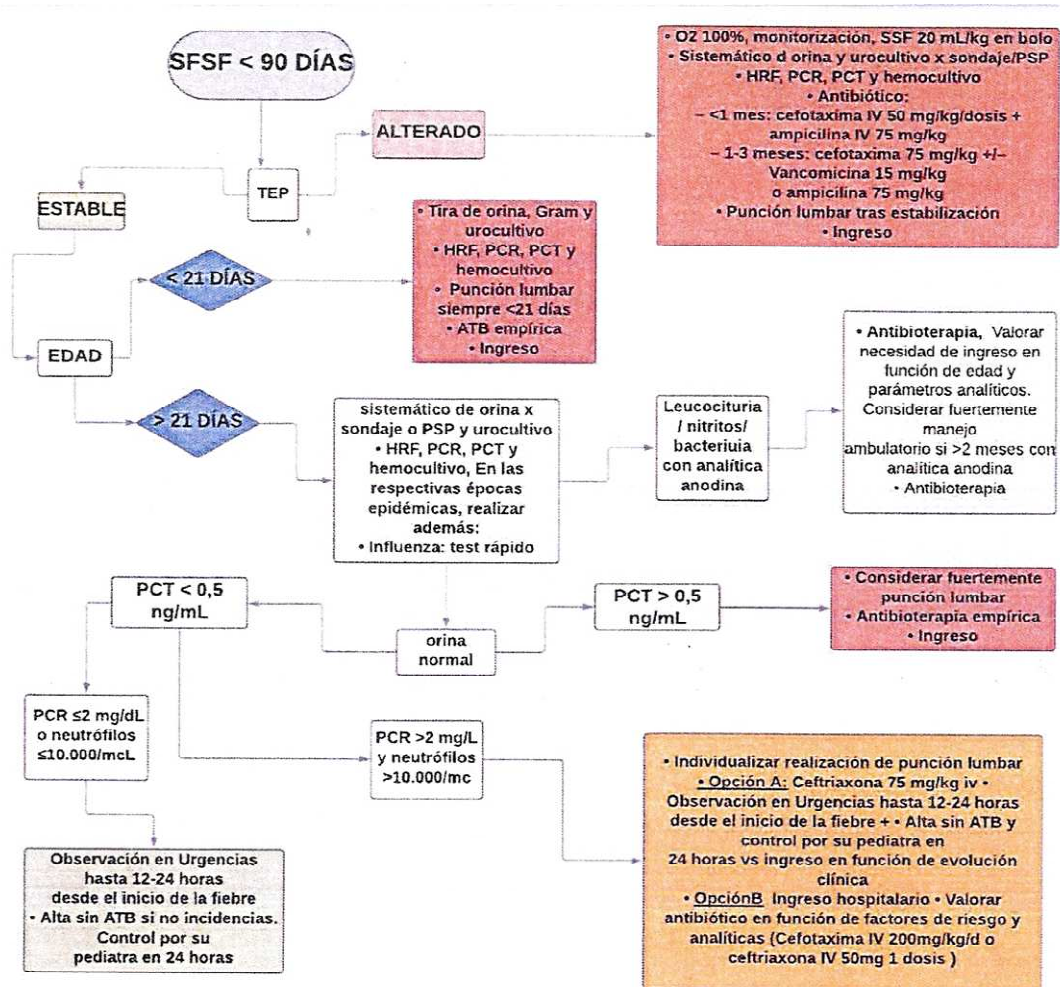 SFSF < 90 DÍAS
• O2 100%, monitorización, SSF 20 mL/kg en bolo
• Sistemático d orina y urocultivo x sondaje/PSP
• HRF, PCR, PCT y hemocultivo
• Antibiótico:
– <1 mes: cefotaxima IV 50 mg/kg/dosis +
ampicilina IV 75 mg/kg
– 1-3 meses: cefotaxima 75 mg/kg +/–
Vancomicina 15 mg/kg
o ampicilina 75 mg/kg
• Punción lumbar tras estabilización
• Ingreso
ALTERADO
TEP
ESTABLE
• Tira de orina, Gram y
urocultivo
• HRF, PCR, PCT y
hemocultivo
• Punción lumbar
siempre <21 días
• ATB empírica
• Ingreso
< 21 DÍAS
EDAD
> 21 DÍAS
sistemático de orina x
sondaje o PSP y urocultivo
• HRF, PCR, PCT y
hemocultivo, En las
respectivas épocas
epidémicas, realizar
además:
• Influenza: test rápido
Leucocituria
/ nitritos/
bacteriuia
con analítica
anodina
• Antibioterapia, Valorar
necesidad de ingreso en
función de edad y
parámetros analíticos.
Considerar fuertemente
manejo
ambulatorio si >2 meses con
analítica anodina
• Antibioterapia
PCT < 0,5
ng/mL
orina
normal
PCT > 0,5
ng/mL
• Considerar fuertemente
punción lumbar
• Antibioterapia empírica
• Ingreso
PCR ≤2 mg/dL
o neutrófilos
≤10.000/mcL
PCR >2 mg/L
y neutrófilos
>10.000/mc
• Individualizar realización de punción lumbar
• Opción A: Ceftriaxona 75 mg/kg iv •
Observación en Urgencias hasta 12-24 horas
desde el inicio de la fiebre + • Alta sin ATB y
control por su pediatra en
24 horas vs ingreso en función de evolución
clínica
• OpciónB Ingreso hospitalario • Valorar
antibiótico en función de factores de riesgo y
analíticas (Cefotaxima IV 200mg/kg/d o
ceftriaxona IV 50mg 1 dosis )
Observación en Urgencias
hasta 12-24 horas
desde el inicio de la fiebre
• Alta sin ATB si no incidencias.
Control por su
pediatra en 24 horas